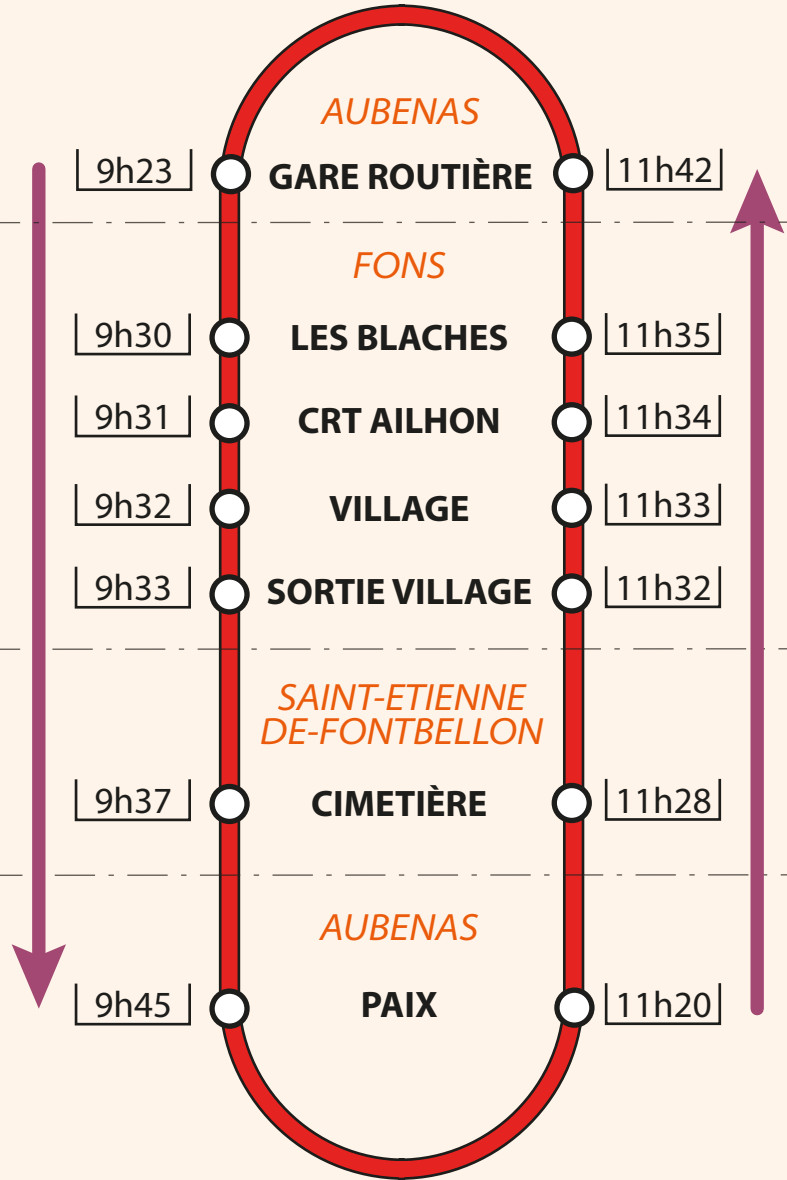 AUBENAS
9h23 GARE ROUTIÈRE 11h42
FONS
9h30 LES BLACHES 11h35
9h31 CRT AILHON 11h34
9h32 VILLAGE 11h33
9h33 SORTIE VILLAGE 11h32
SAINT-ETIENNE
DE-FONTBELLON
9h37 CIMETIÈRE 11h28
AUBENAS
9h45 PAIX 11h20